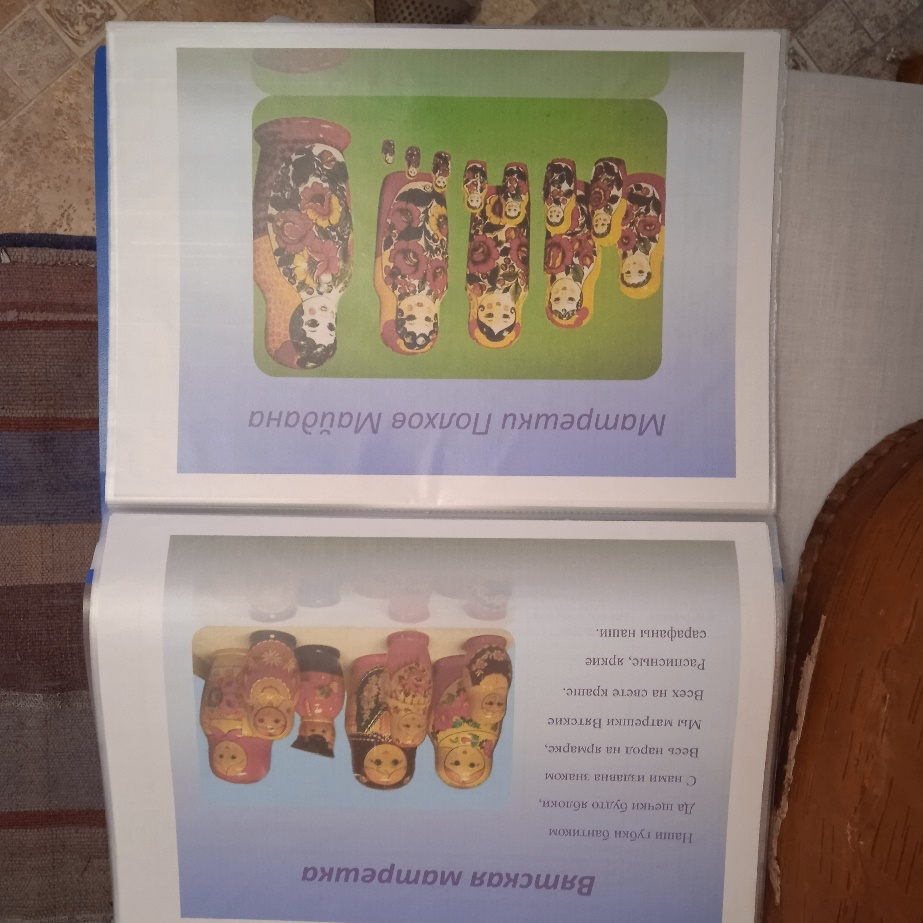 Вятская матрешка
Наши губки бантиком
Да щечки будто яблоки,
С нами издавна знаком
Весь народ на ярмарке,
Мы матрешки Вятские
Всех на свете краше.
Расписные, яркие
сарафаны наши.
Матрешки Полхов Майдана